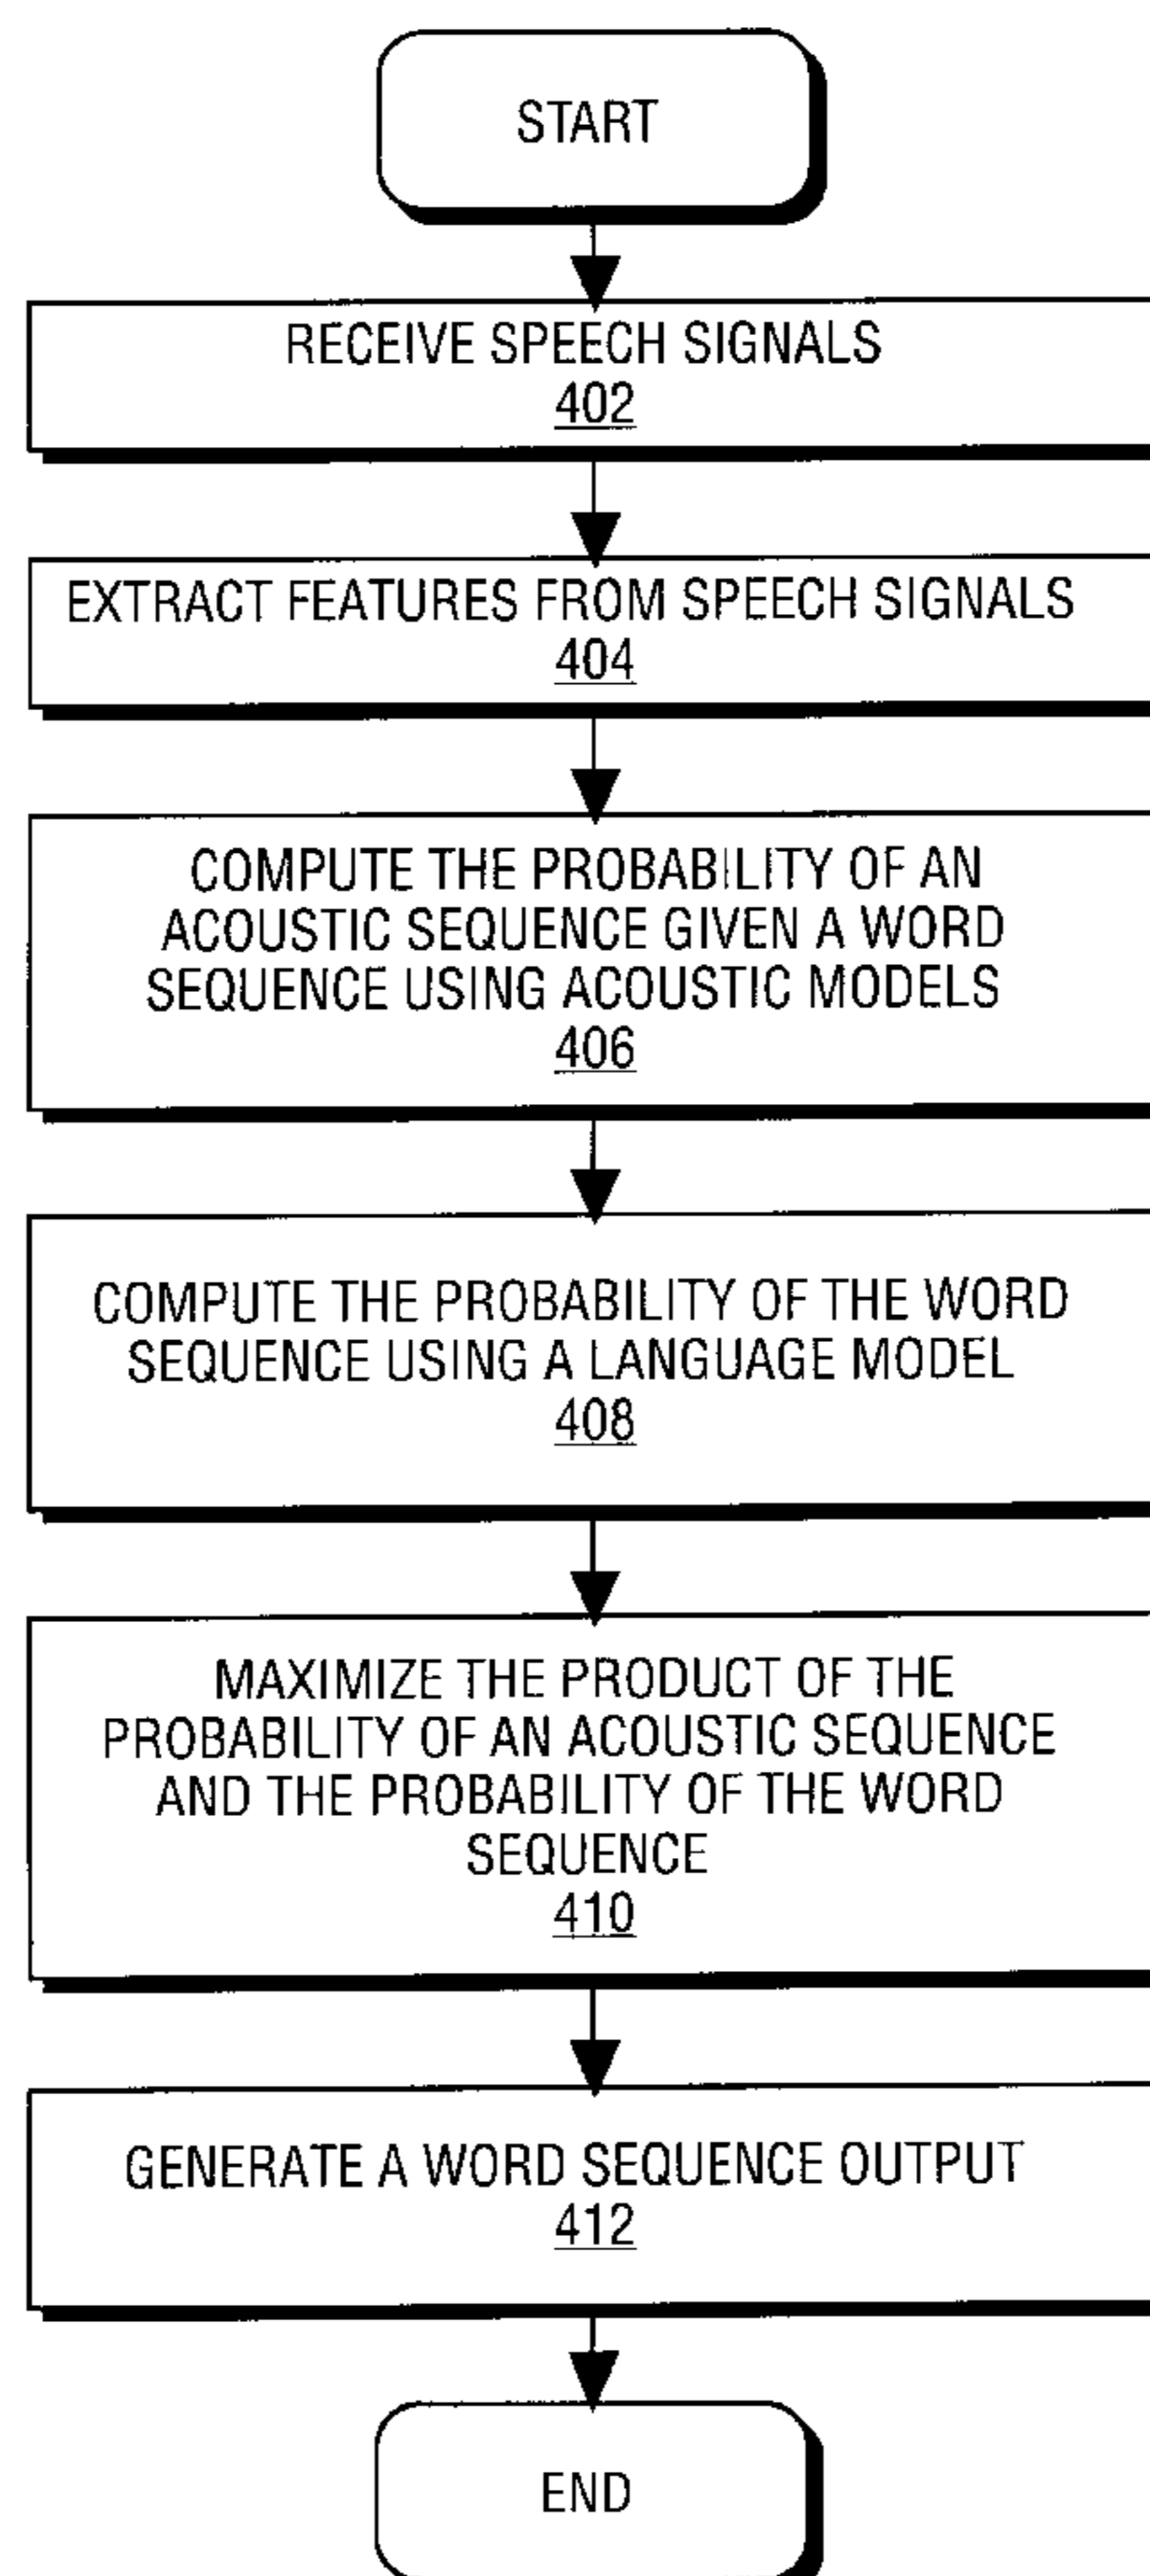 START
RECEIVE SPEECH SIGNALS
402
EXTRACT FEATURES FROM SPEECH SIGNALS
404
COMPUTE THE PROBABILITY OF AN
ACOUSTIC SEQUENCE GIVEN A WORD
SEQUENCE USING ACOUSTIC MODELS
406
COMPUTE THE PROBABILITY OF THE WORD
SEQUENCE USING A LANGUAGE MODEL
408
MAXIMIZE THE PRODUCT OF THE
PROBABILITY OF AN ACOUSTIC SEQUENCE
AND THE PROBABILITY OF THE WORD
SEQUENCE
410
GENERATE A WORD SEQUENCE OUTPUT
412
END